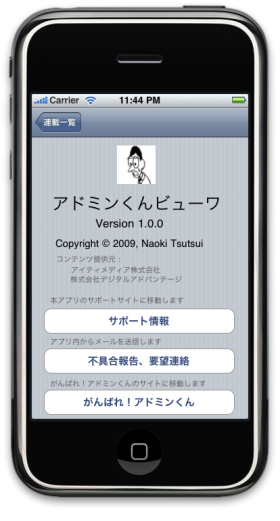 Carrier 11:44 PM
連載一覧
アドミンくんビューワ
Version 1.0.0
Copyright © 2009, Naoki Tsutsui
コンテンツ提供元：
アイティメディア株式会社
株式会社デジタルアドバンテージ
本アプリのサポートサイトに移動します
サポート情報
アプリ内からメールを送信します
不具合報告、要望連絡
がんばれ！アドミンくんのサイトに移動します
がんばれ！アドミンくん